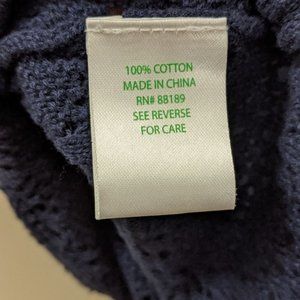 100% COTTON
MADE IN CHINA
RN# 88189
SEE REVERSE
FOR CARE